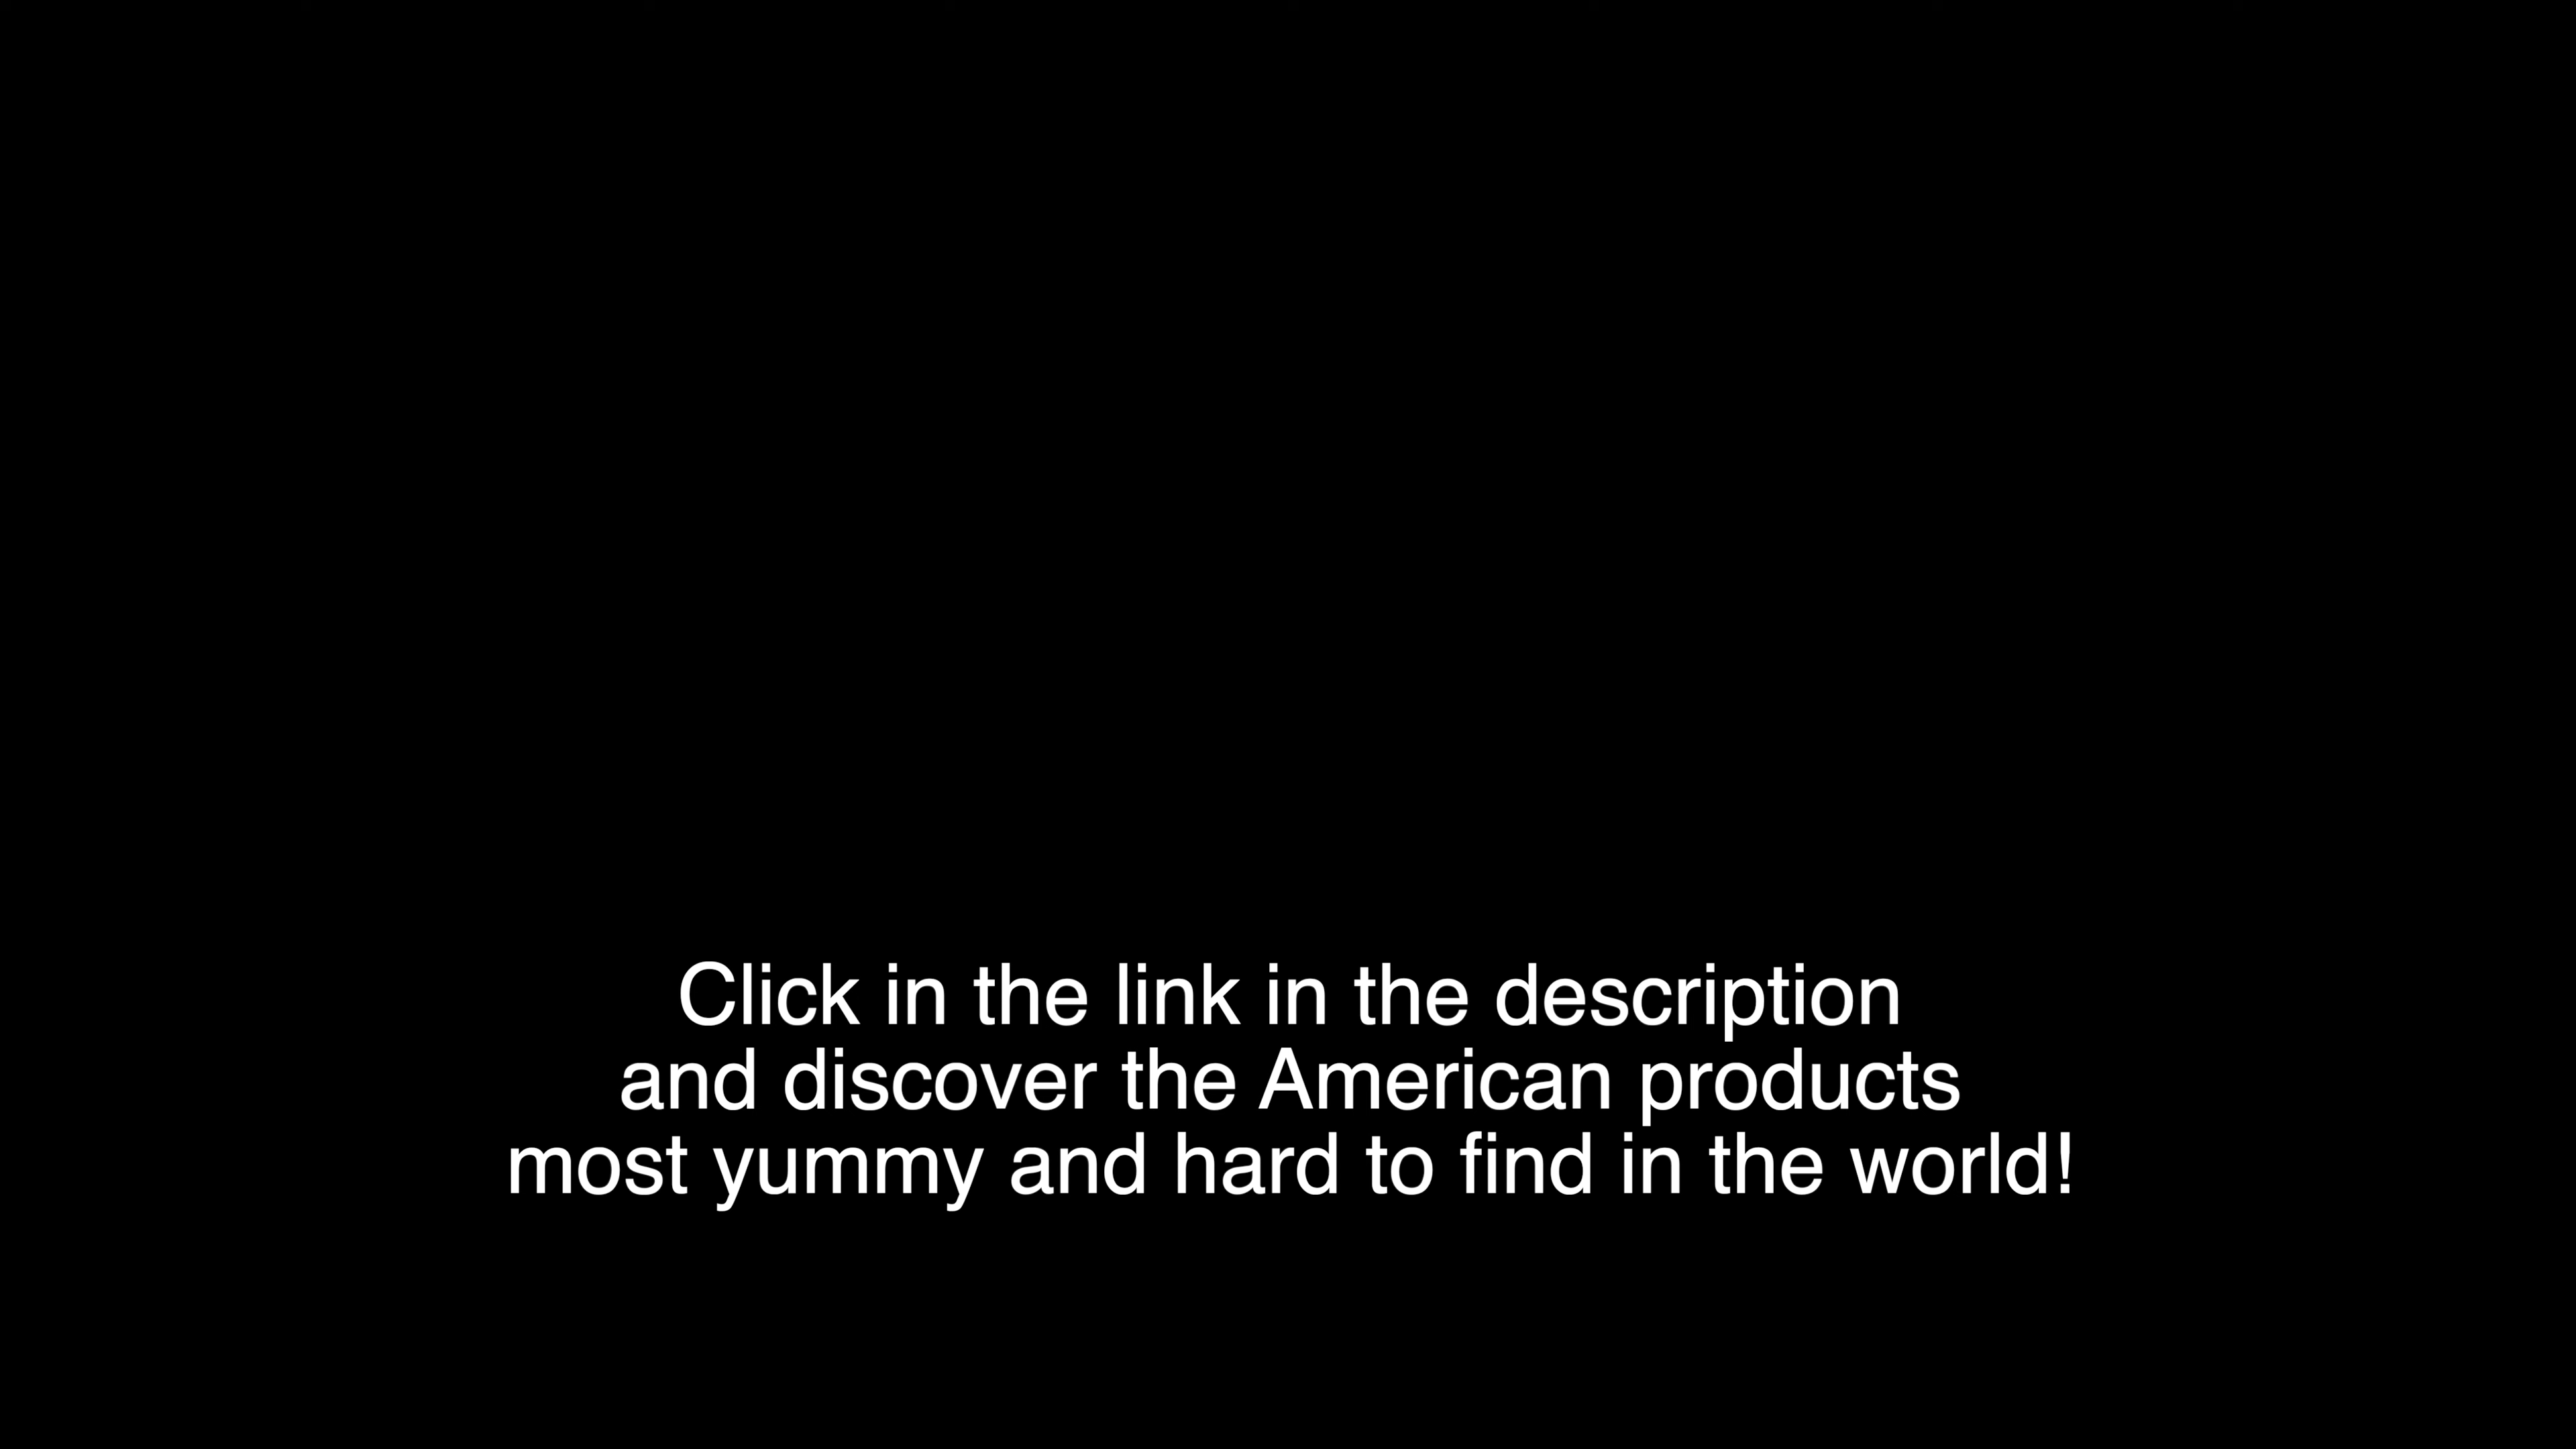 Click in the link in the description
and discover the American products
most yummy and hard to find in the world!